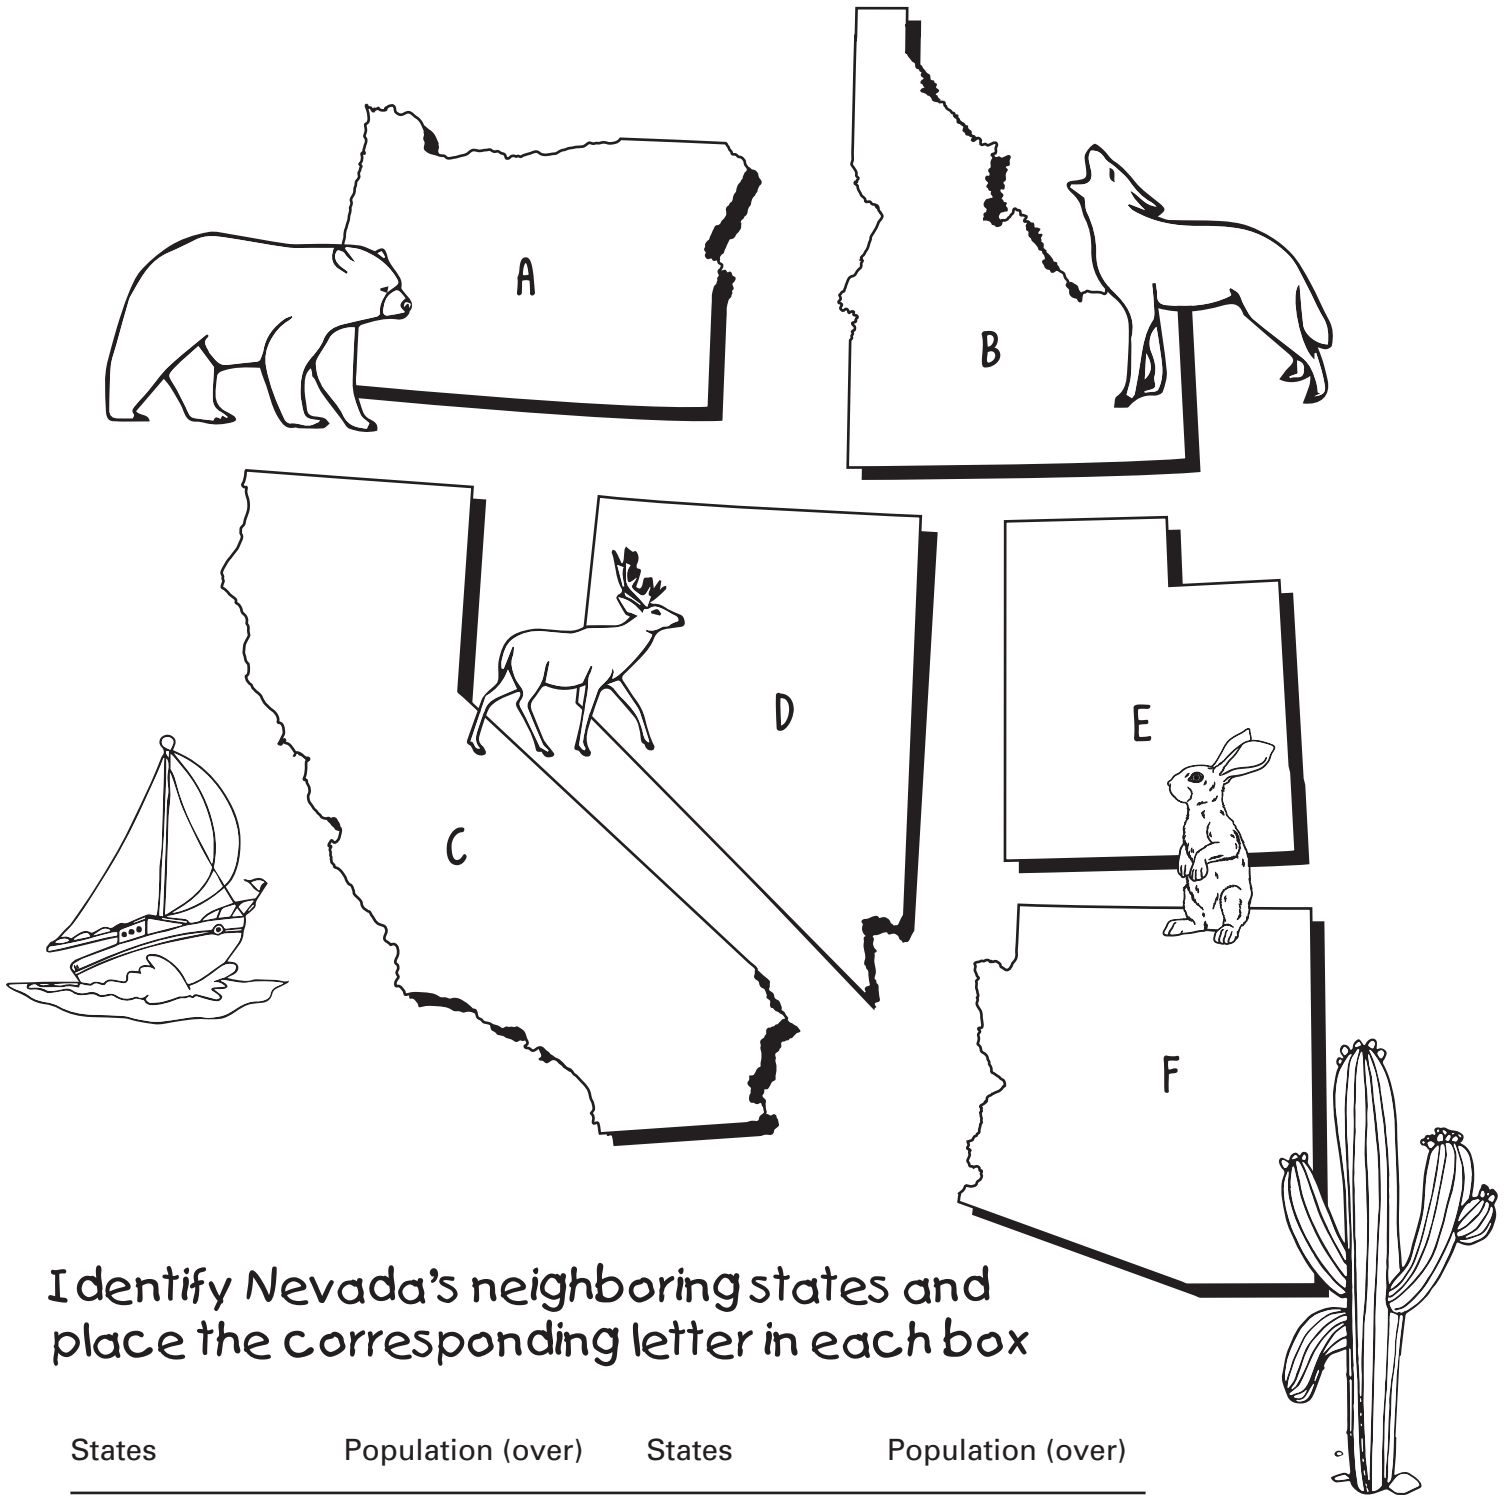 A
B
C
D
E
F
Identify Nevada's neighboring states and
place the corresponding letter in each box
States Population (over) States Population (over)